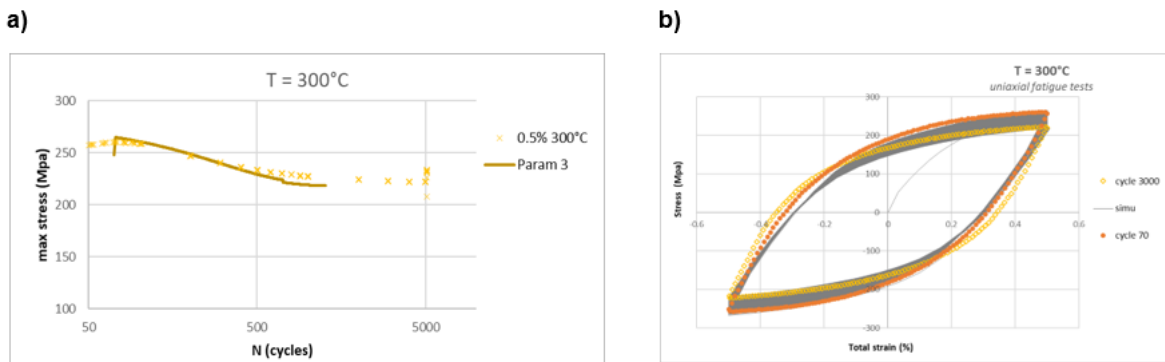 a)
b)
T = 300°C
300
250
200
150
100
50
500
5000
max stress (Mpa)
N (cycles)
0.5% 300°C
Param 3
T = 300°C
uniaxial fatigue tests
300
200
100
0
-100
-200
-300
-0.6
-0.4
-0.2
0
0.2
0.4
0.6
Stress (Mpa)
Total strain (%)
cycle 3000
simu
cycle 70